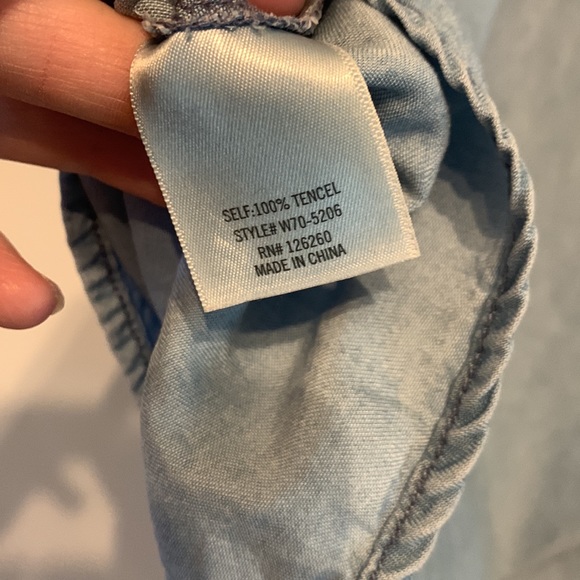 SELF:100% TENCEL
STYLE# W70-5206
RN# 126260
MADE IN CHINA